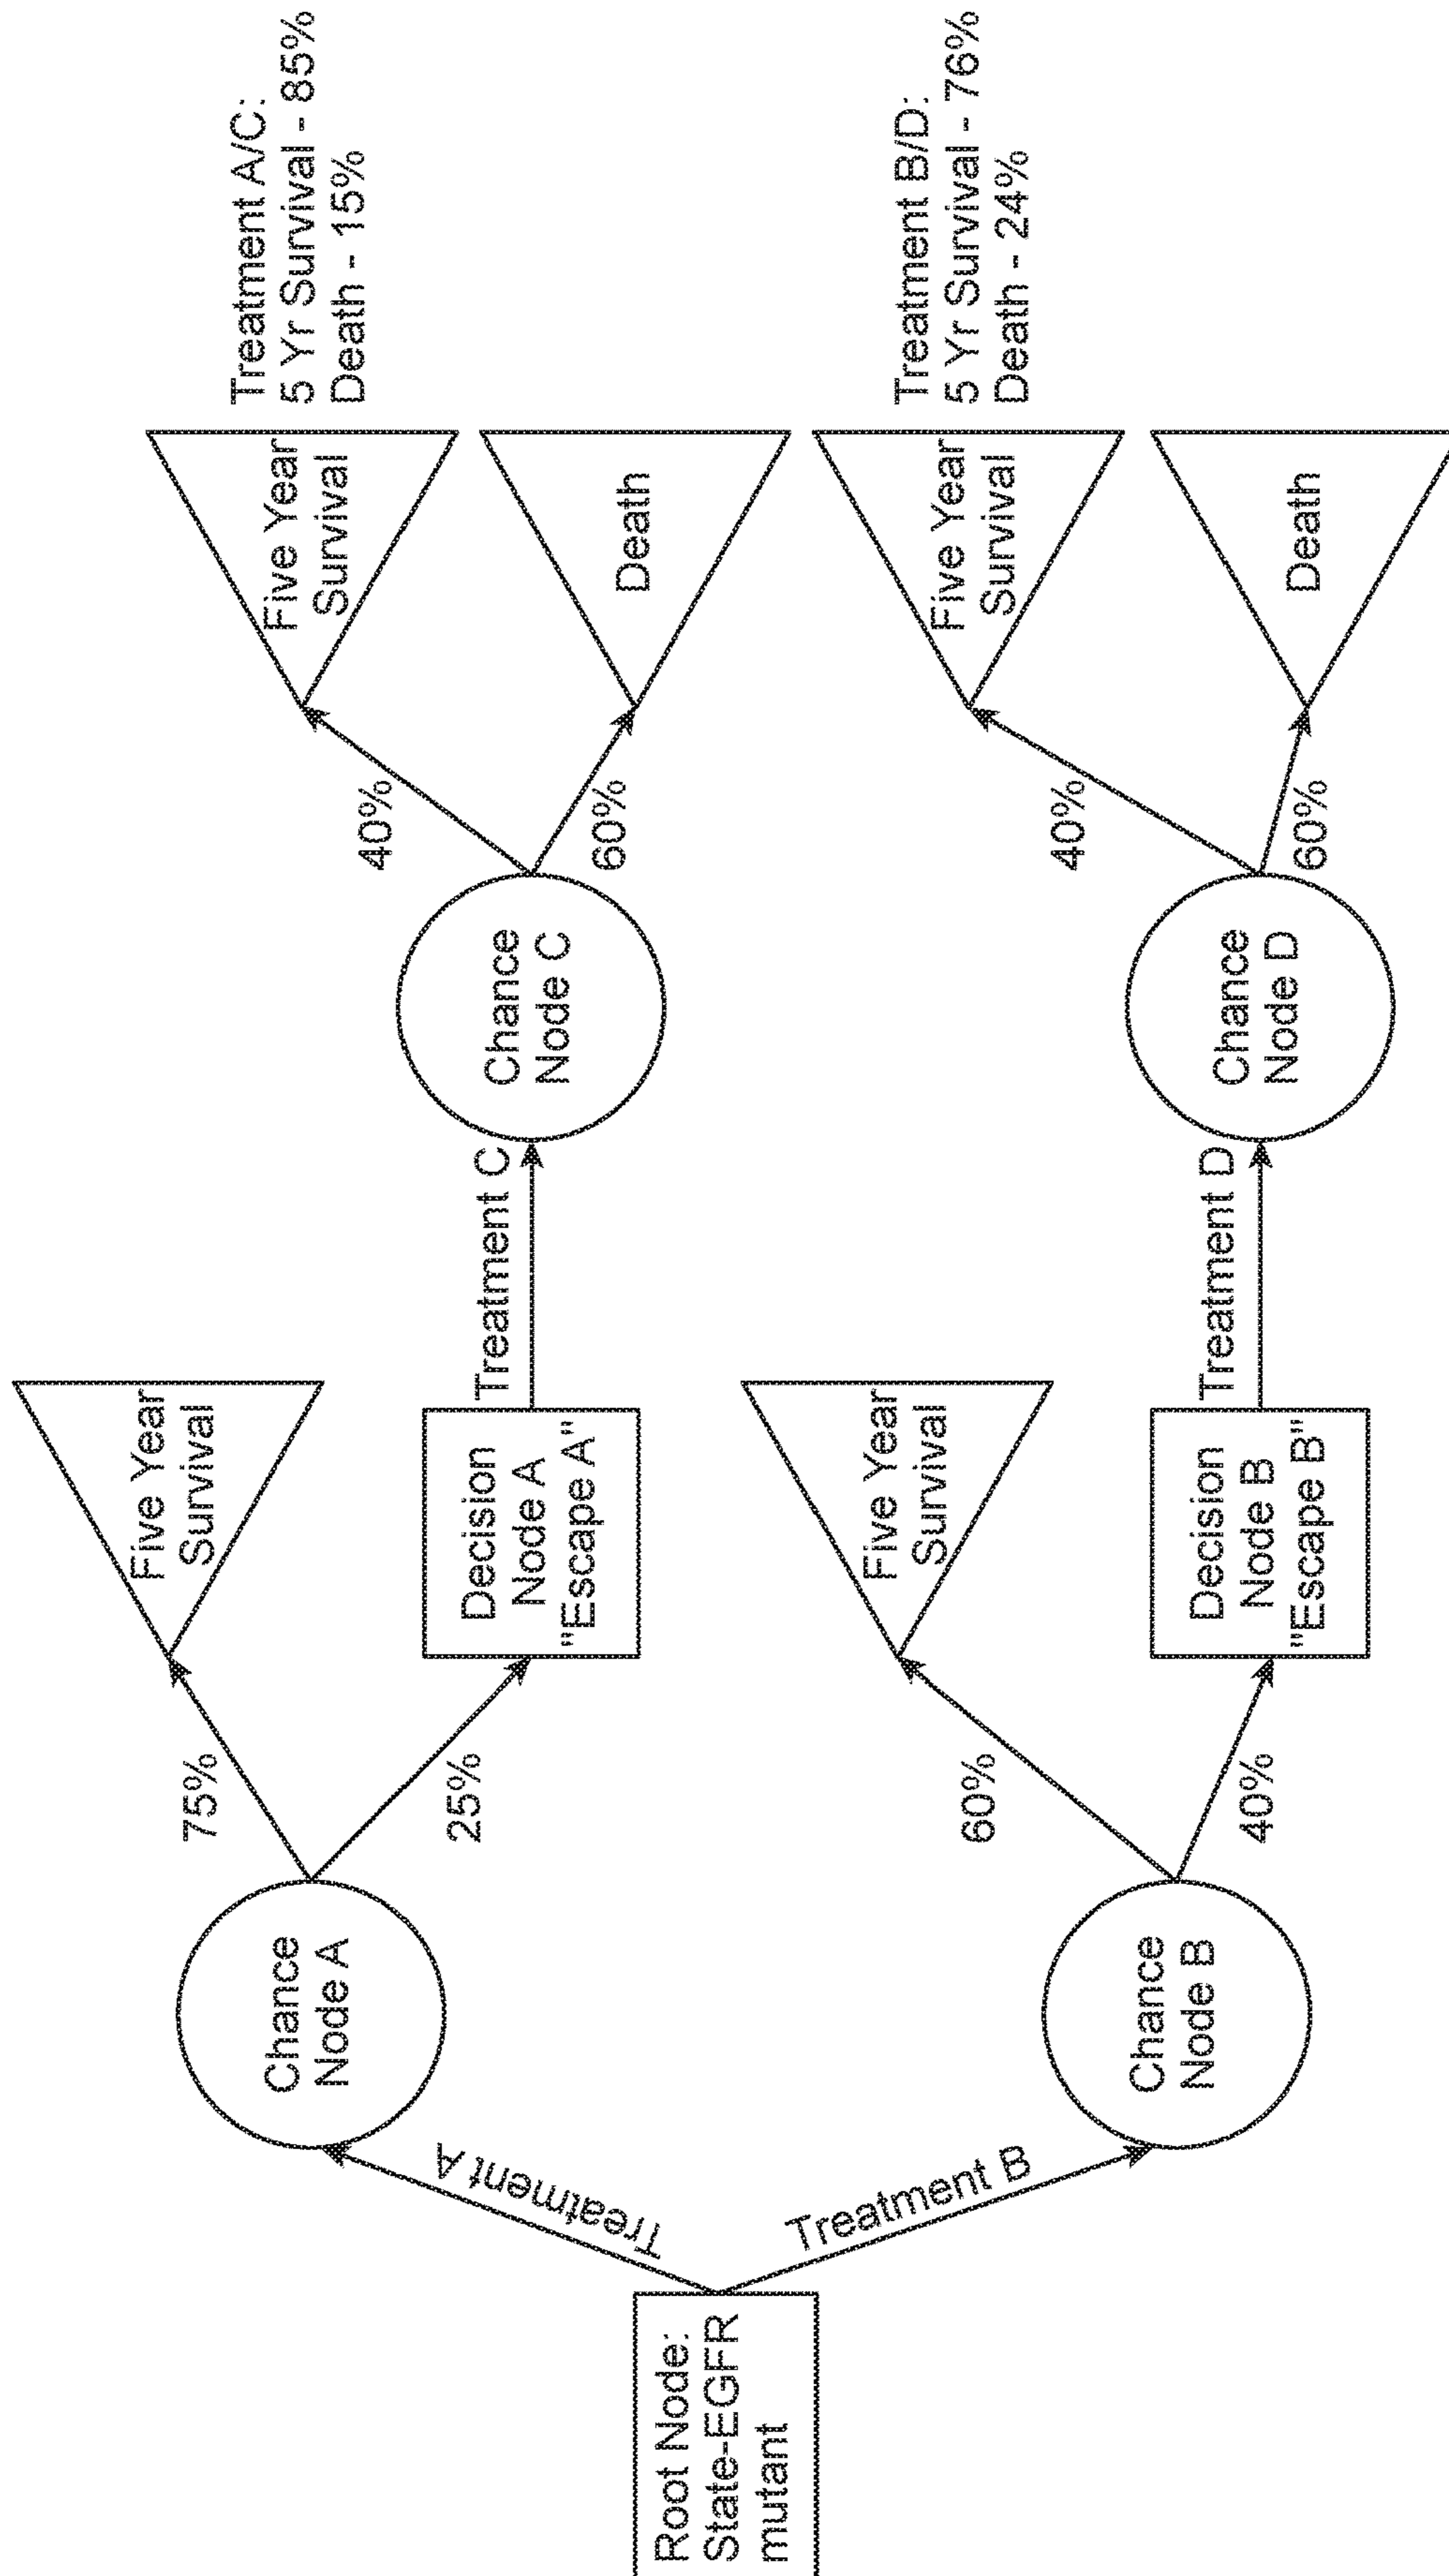 Root Node:
State-EGFR
mutant
Treatment A
Treatment B
Chance
Node A
75%
25%
Five Year
Survival
Decision
Node A
"Escape A"
Treatment C
Chance
Node C
40%
60%
Five Year
Survival
Death
Treatment A/C:
5 Yr Survival - 85%
Death - 15%
Chance
Node B
60%
40%
Five Year
Survival
Decision
Node B
"Escape B"
Treatment D
Chance
Node D
40%
60%
Five Year
Survival
Death
Treatment B/D:
5 Yr Survival - 76%
Death - 24%